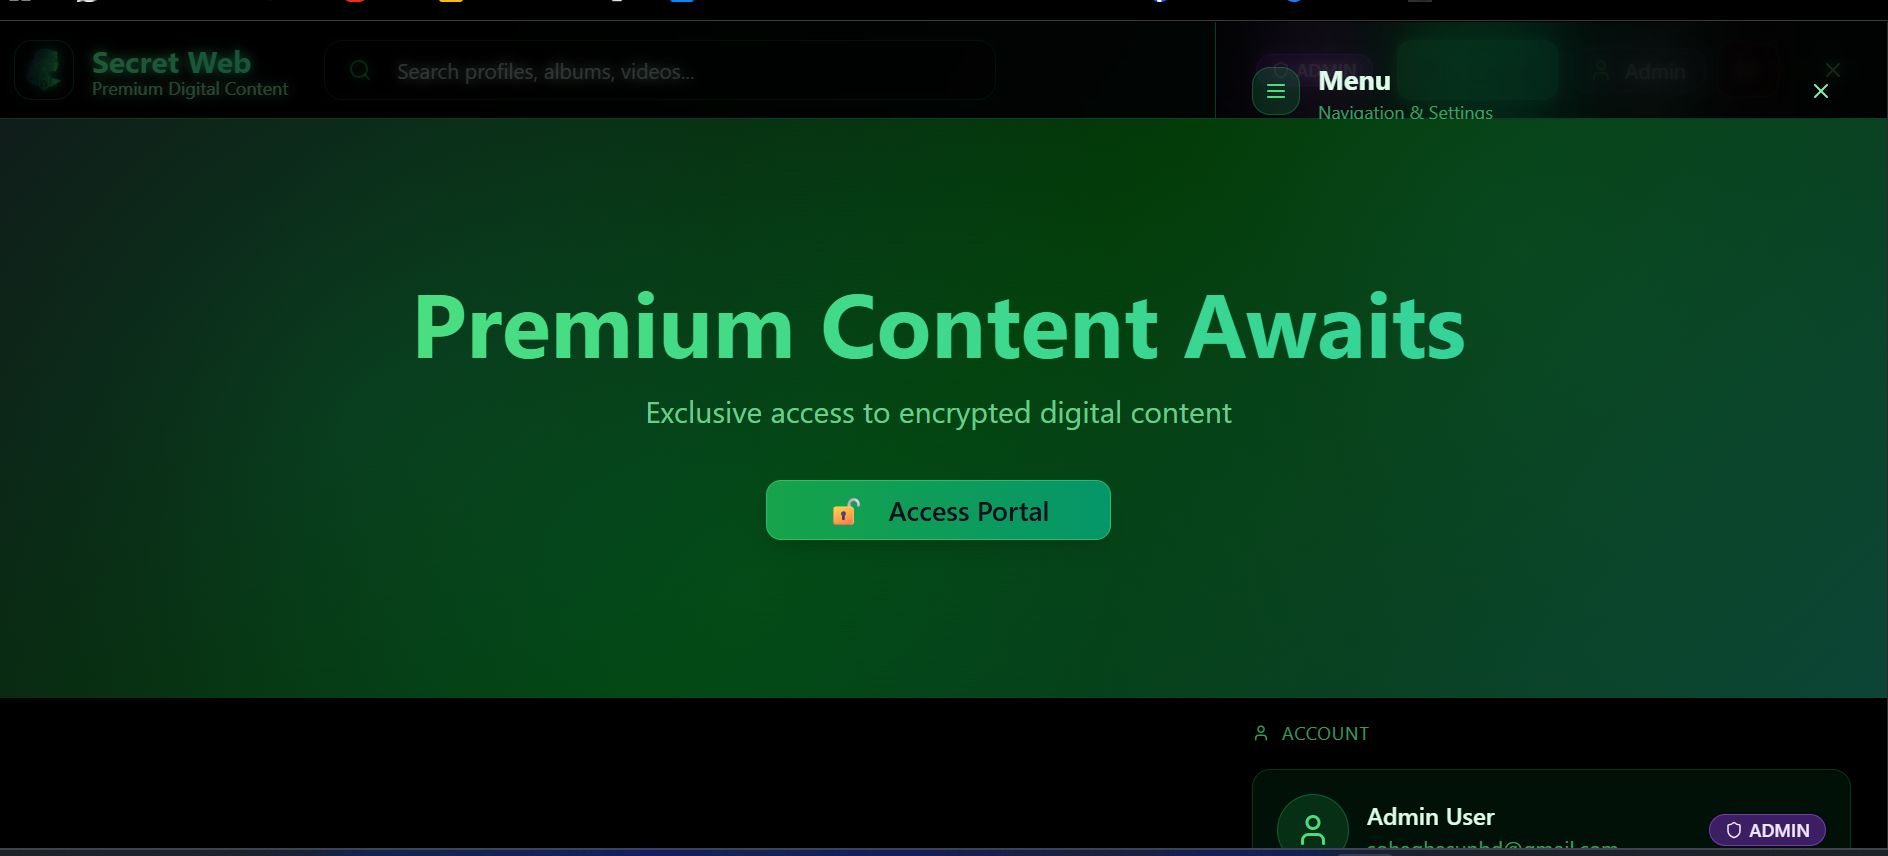 Secret Web
Premium Digital Content
Search profiles, albums, videos...
ADMIN
Admin
Menu
Navigation & Settings
Premium Content Awaits
Exclusive access to encrypted digital content
Access Portal
ACCOUNT
Admin User
ADMIN